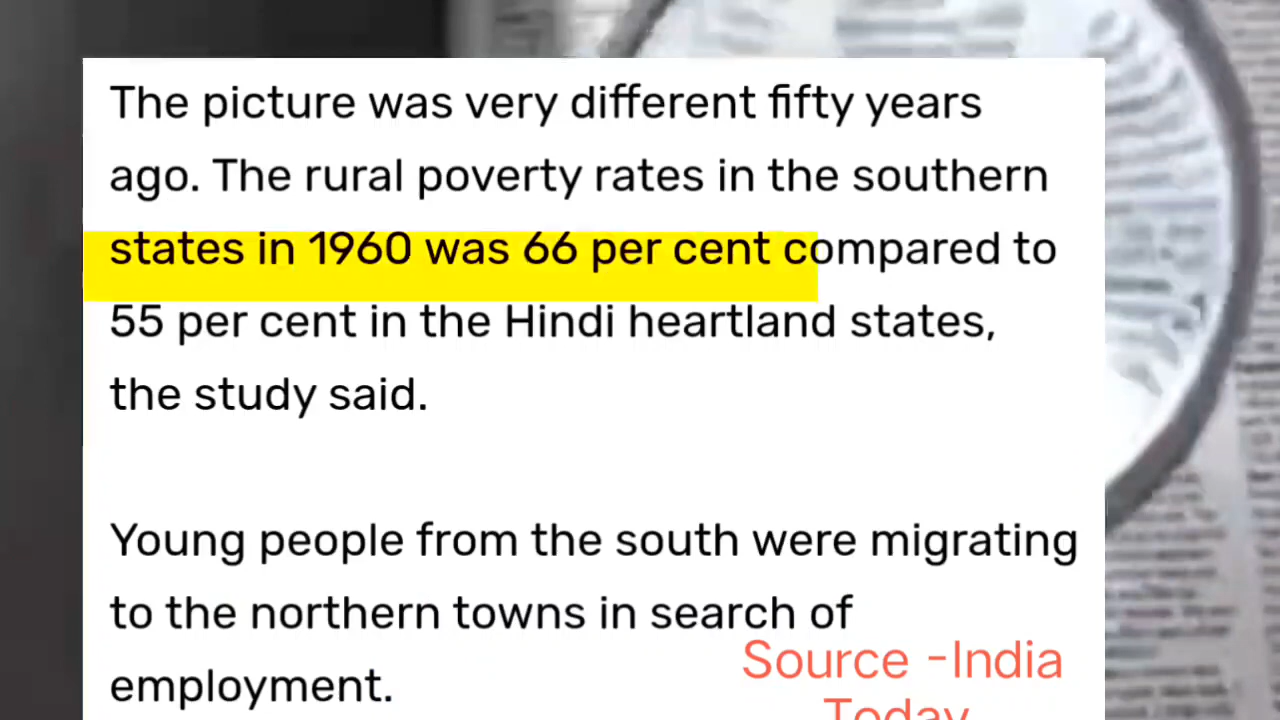 The picture was very different fifty years
ago. The rural poverty rates in the southern
states in 1960 was 66 per cent compared to
55 per cent in the Hindi heartland states,
the study said.
Young people from the south were migrating
to the northern towns in search of
employment.
Source -India
Today